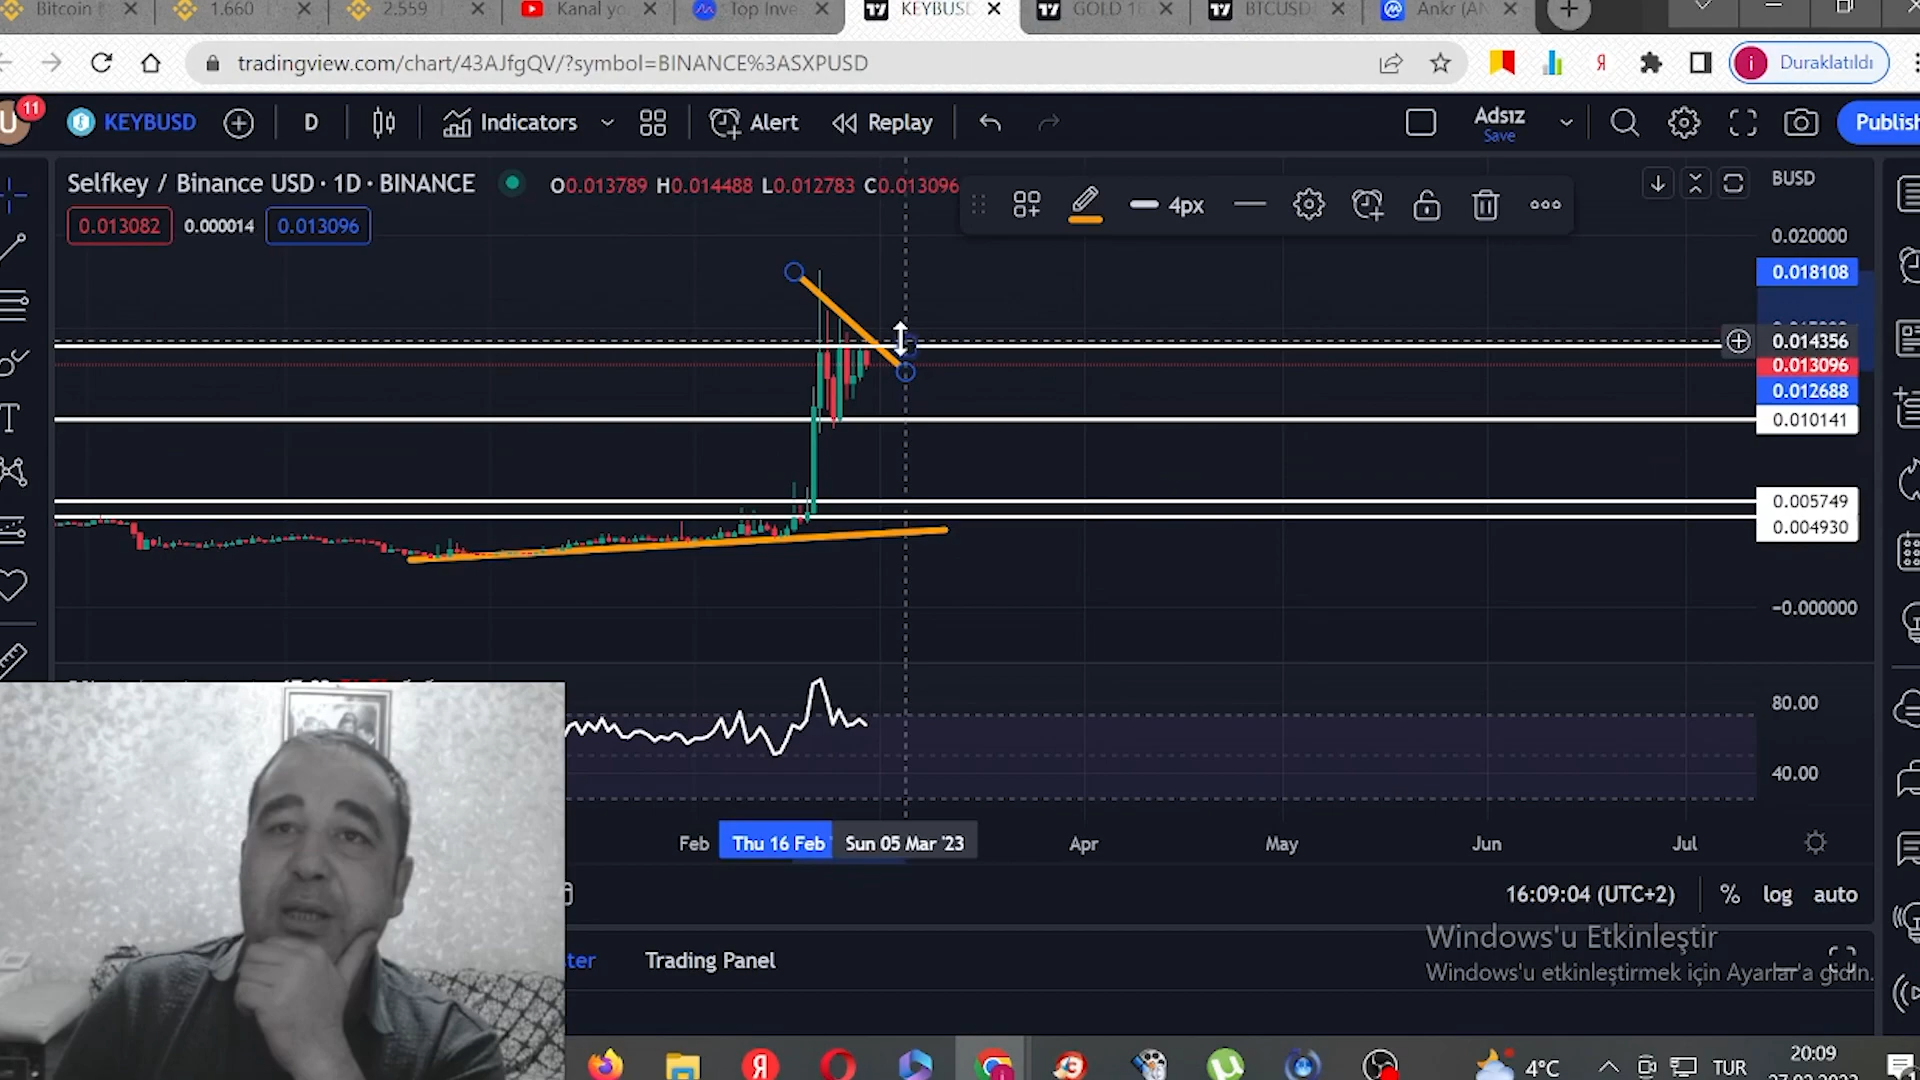 Bitcoin
1.660
2.559
Kanal yo
Top Inve
KEYBUSD
GOLD 1
BTCUSD
Ankr (AN
tradingview.com/chart/43AJfgQV/?symbol=BINANCE%3ASXPUSD
Duraklatıldı
U
11
KEYBUSD
D
Indicators
Alert
Replay
Adsız
Save
Publish
Selfkey / Binance USD · 1D · BINANCE
O0.013789 H0.014488 L0.012783 C0.013096
4px
BUSD
0.013082
0.000014
0.013096
0.020000
0.018108
0.014356
0.013096
0.012688
0.010141
0.005749
0.004930
−0.000000
80.00
40.00
Feb
Thu 16 Feb
Sun 05 Mar '23
Apr
May
Jun
Jul
16:09:04 (UTC+2)
%
log
auto
Windows'u Etkinleştir
Windows'u etkinleştirmek için Ayarlar'a gidin.
ter
Trading Panel
4°C
TUR
20:09